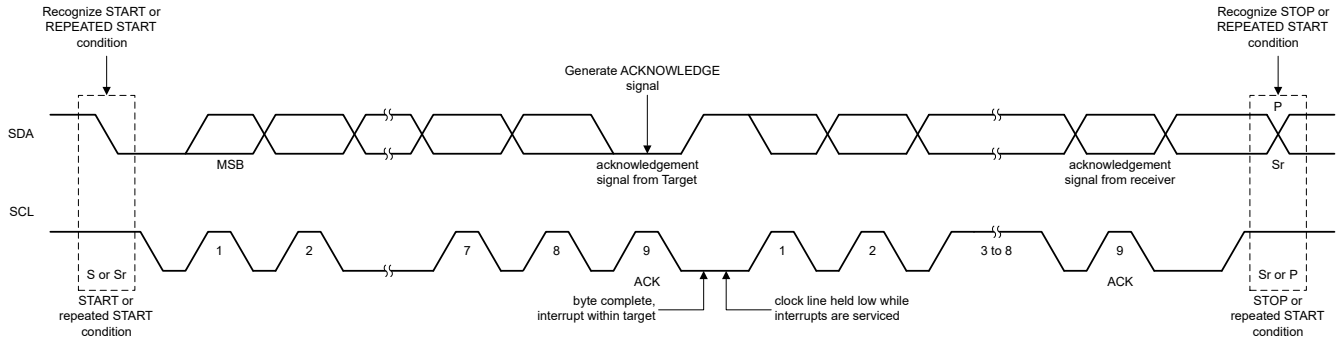 Recognize START or
REPEATED START
condition
Recognize STOP or
REPEATED START
condition
Generate ACKNOWLEDGE
signal
P
SDA
MSB
acknowledgement
signal from Target
acknowledgement
signal from receiver
Sr
SCL
1
2
7
8
9
1
2
3 to 8
9
S or Sr
ACK
ACK
Sr or P
START or
repeated START
condition
byte complete,
interrupt within target
clock line held low while
interrupts are serviced
STOP or
repeated START
condition